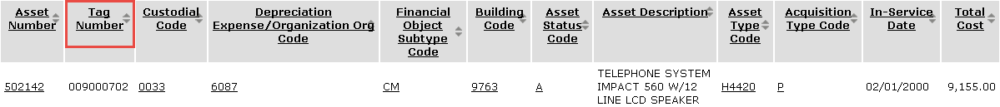 Asset Number
Tag Number
Custodial Code
Depreciation Expense/Organization Org Code
Financial Object Subtype Code
Building Code
Asset Status Code
Asset Description
Asset Type Code
Acquisition Type Code
In-Service Date
Total Cost
502142
009000702
0033
6087
CM
9763
A
TELEPHONE SYSTEM
IMPACT 560 W/12
LINE LCD SPEAKER
H4420
P
02/01/2000
9,155.00